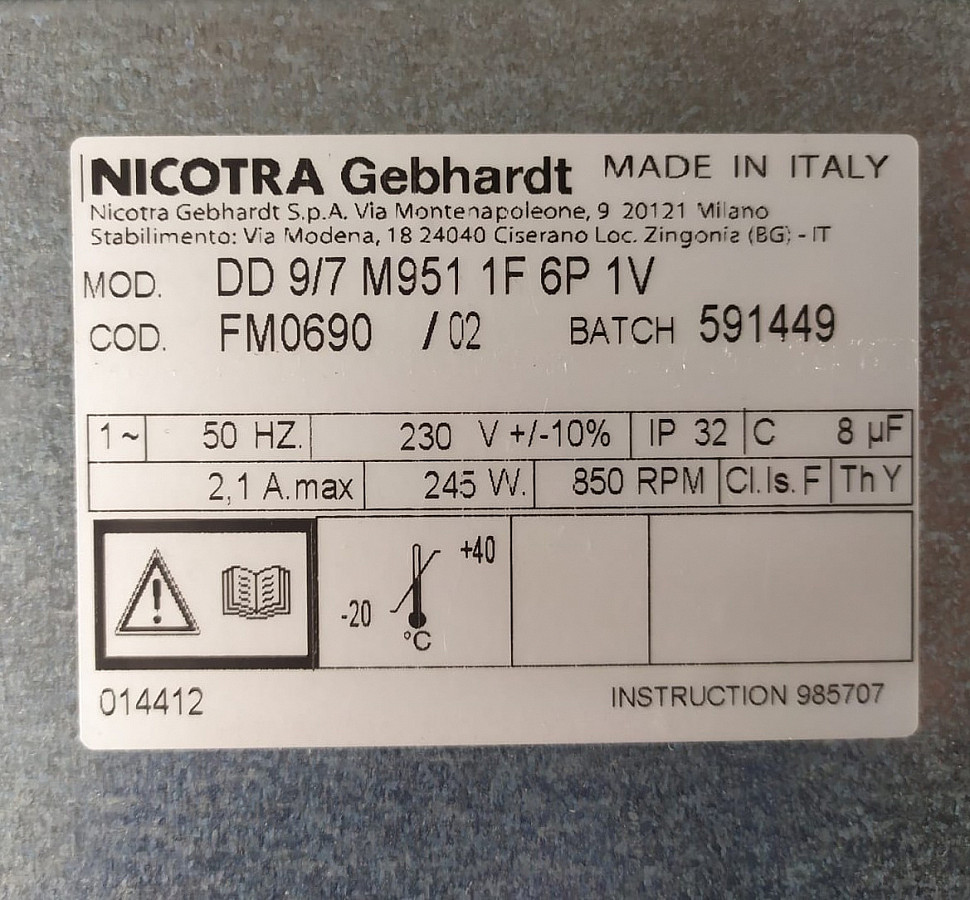 NICOTRA Gebhardt MADE IN ITALY
Nicotra Gebhardt S.p.A. Via Montenapoleone, 9 20121 Milano
Stabilimento: Via Modena, 18 24040 Ciserano Loc. Zingonia (BG) - IT
MOD. DD 9/7 M951 1F 6P 1V
COD. FM0690 /02 BATCH 591449
1~ 50 HZ. 230 V +/-10% IP 32 C 8 µF
2,1 A.max 245 W. 850 RPM Cl.Is. F Th Y
+40
-20
°C
014412 INSTRUCTION 985707